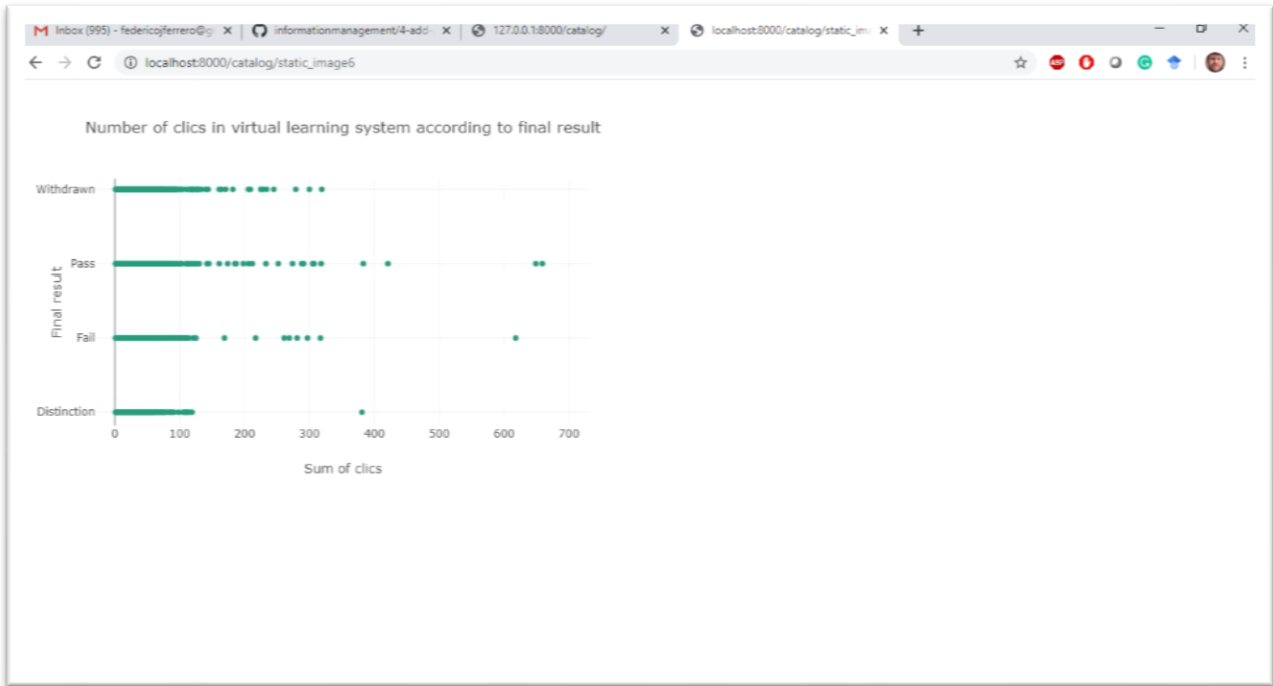 Inbox (995) - federicojferrero@g
informationmanagement/4-add-
127.0.0.1:8000/catalog/
localhost:8000/catalog/static_im
localhost:8000/catalog/static_image6
ABP
Number of clics in virtual learning system according to final result
Withdrawn
Pass
Fail
Distinction
Final result
0 100 200 300 400 500 600 700
Sum of clics